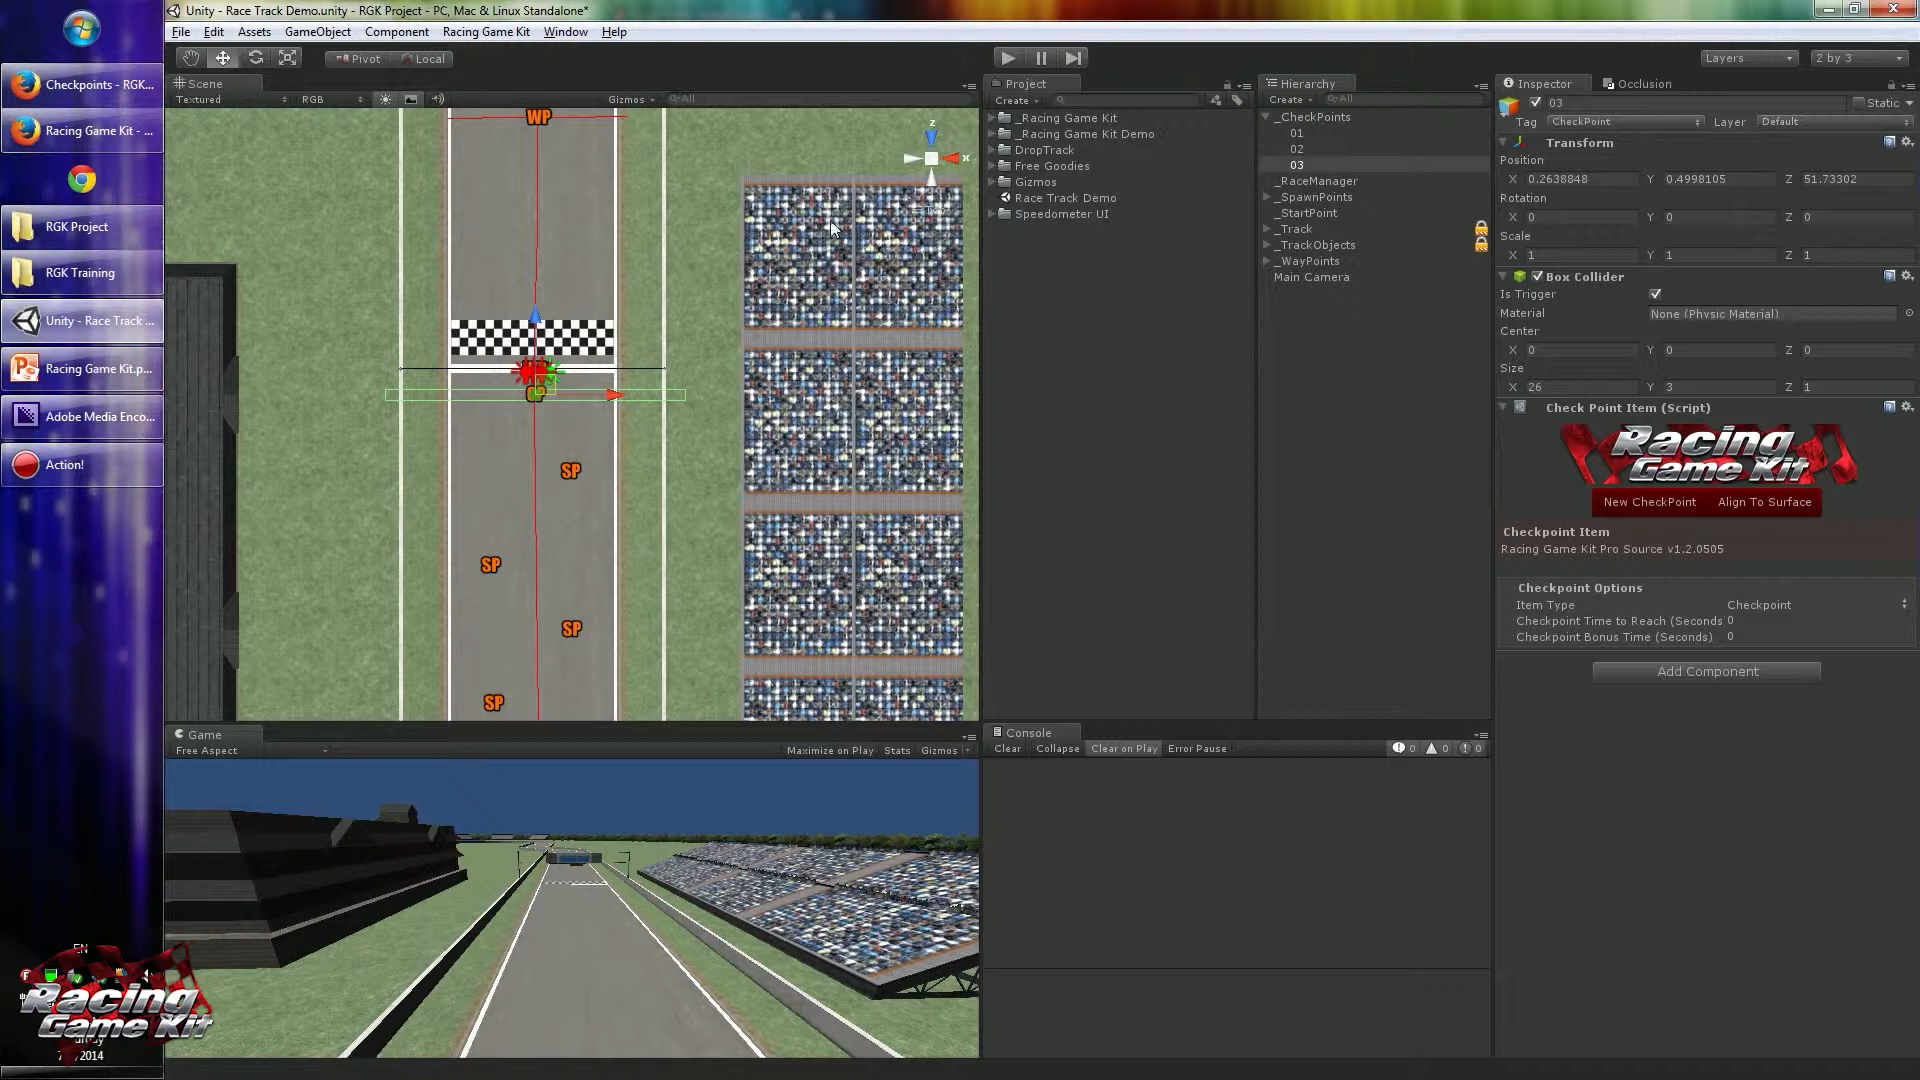 Unity - Race Track Demo.unity - RGK Project - PC, Mac & Linux Standalone*
File Edit Assets GameObject Component Racing Game Kit Window Help
Pivot Local
Layers 2 by 3
Checkpoints - RGK...
Racing Game Kit - ...
RGK Project
RGK Training
Unity - Race Track ...
Racing Game Kit.p...
Adobe Media Enco...
Action!
EN
7/ /2014
Racing
Game Kit
Scene
Textured RGB Gizmos All
WP
z
x
SP
SP
SP
SP
Game
Free Aspect Maximize on Play Stats Gizmos
Project
Create
_Racing Game Kit
_Racing Game Kit Demo
DropTrack
Free Goodies
Gizmos
Race Track Demo
Speedometer UI
Hierarchy
Create All
_CheckPoints
01
02
03
_RaceManager
_SpawnPoints
_StartPoint
_Track
_TrackObjects
_WayPoints
Main Camera
Console
Clear Collapse Clear on Play Error Pause 0 0 0
Inspector Occlusion
03 Static
Tag CheckPoint Layer Default
Transform
Position
X 0.2638848 Y 0.4998105 Z 51.73302
Rotation
X 0 Y 0 Z 0
Scale
X 1 Y 1 Z 1
Box Collider
Is Trigger
Material None (Physic Material)
Center
X 0 Y 0 Z 0
Size
X 26 Y 3 Z 1
Check Point Item (Script)
Racing
Game Kit
New CheckPoint Align To Surface
Checkpoint Item
Racing Game Kit Pro Source v1.2.0505
Checkpoint Options
Item Type Checkpoint
Checkpoint Time to Reach (Seconds 0
Checkpoint Bonus Time (Seconds) 0
Add Component